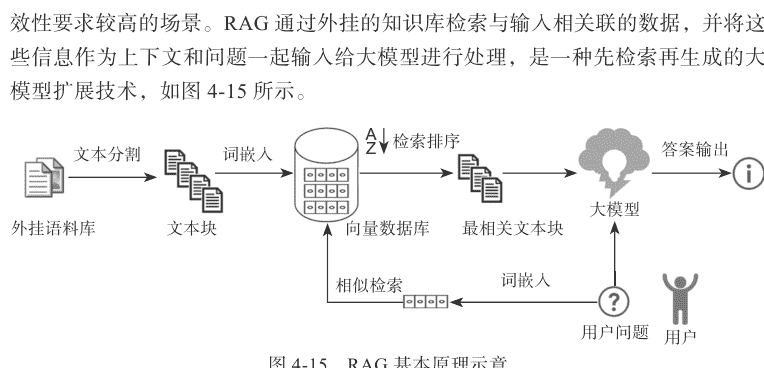 效性要求较高的场景。RAG 通过外挂的知识库检索与输入相关联的数据，并将这
些信息作为上下文和问题一起输入给大模型进行处理，是一种先检索再生成的大
模型扩展技术，如图 4-15 所示。
文本分割
词嵌入
A
Z
检索排序
答案输出
i
外挂语料库
文本块
向量数据库
最相关文本块
大模型
相似检索
词嵌入
?
用户问题
用户
图 4-15 RAG 基本原理示意